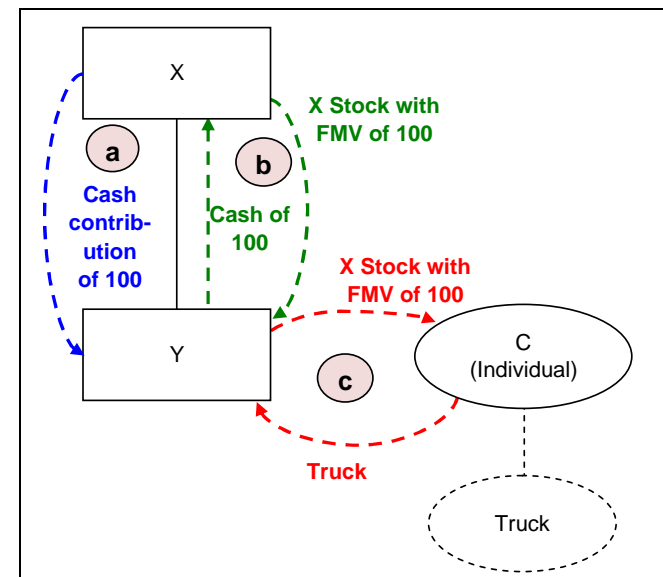 X
X Stock with
FMV of 100
a
b
Cash
contrib-
ution
of 100
Cash of
100
X Stock with
FMV of 100
Y
C
(Individual)
c
Truck
Truck